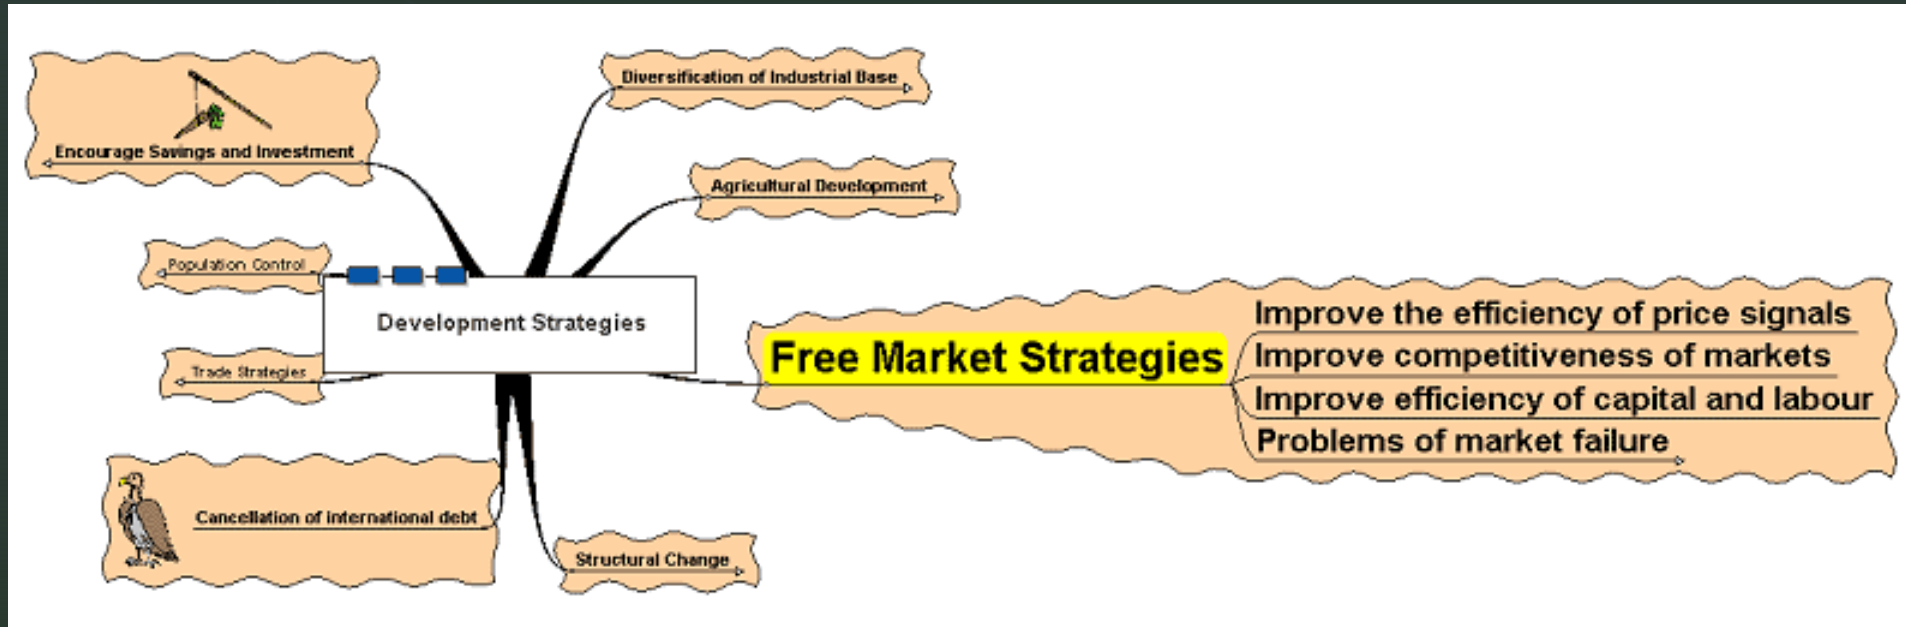 Diversification of Industrial Base
Encourage Savings and Investment
Agricultural Development
Population Control
Development Strategies
Trade Strategies
Free Market Strategies
Improve the efficiency of price signals
Improve competitiveness of markets
Improve efficiency of capital and labour
Problems of market failure
Cancellation of international debt
Structural Change